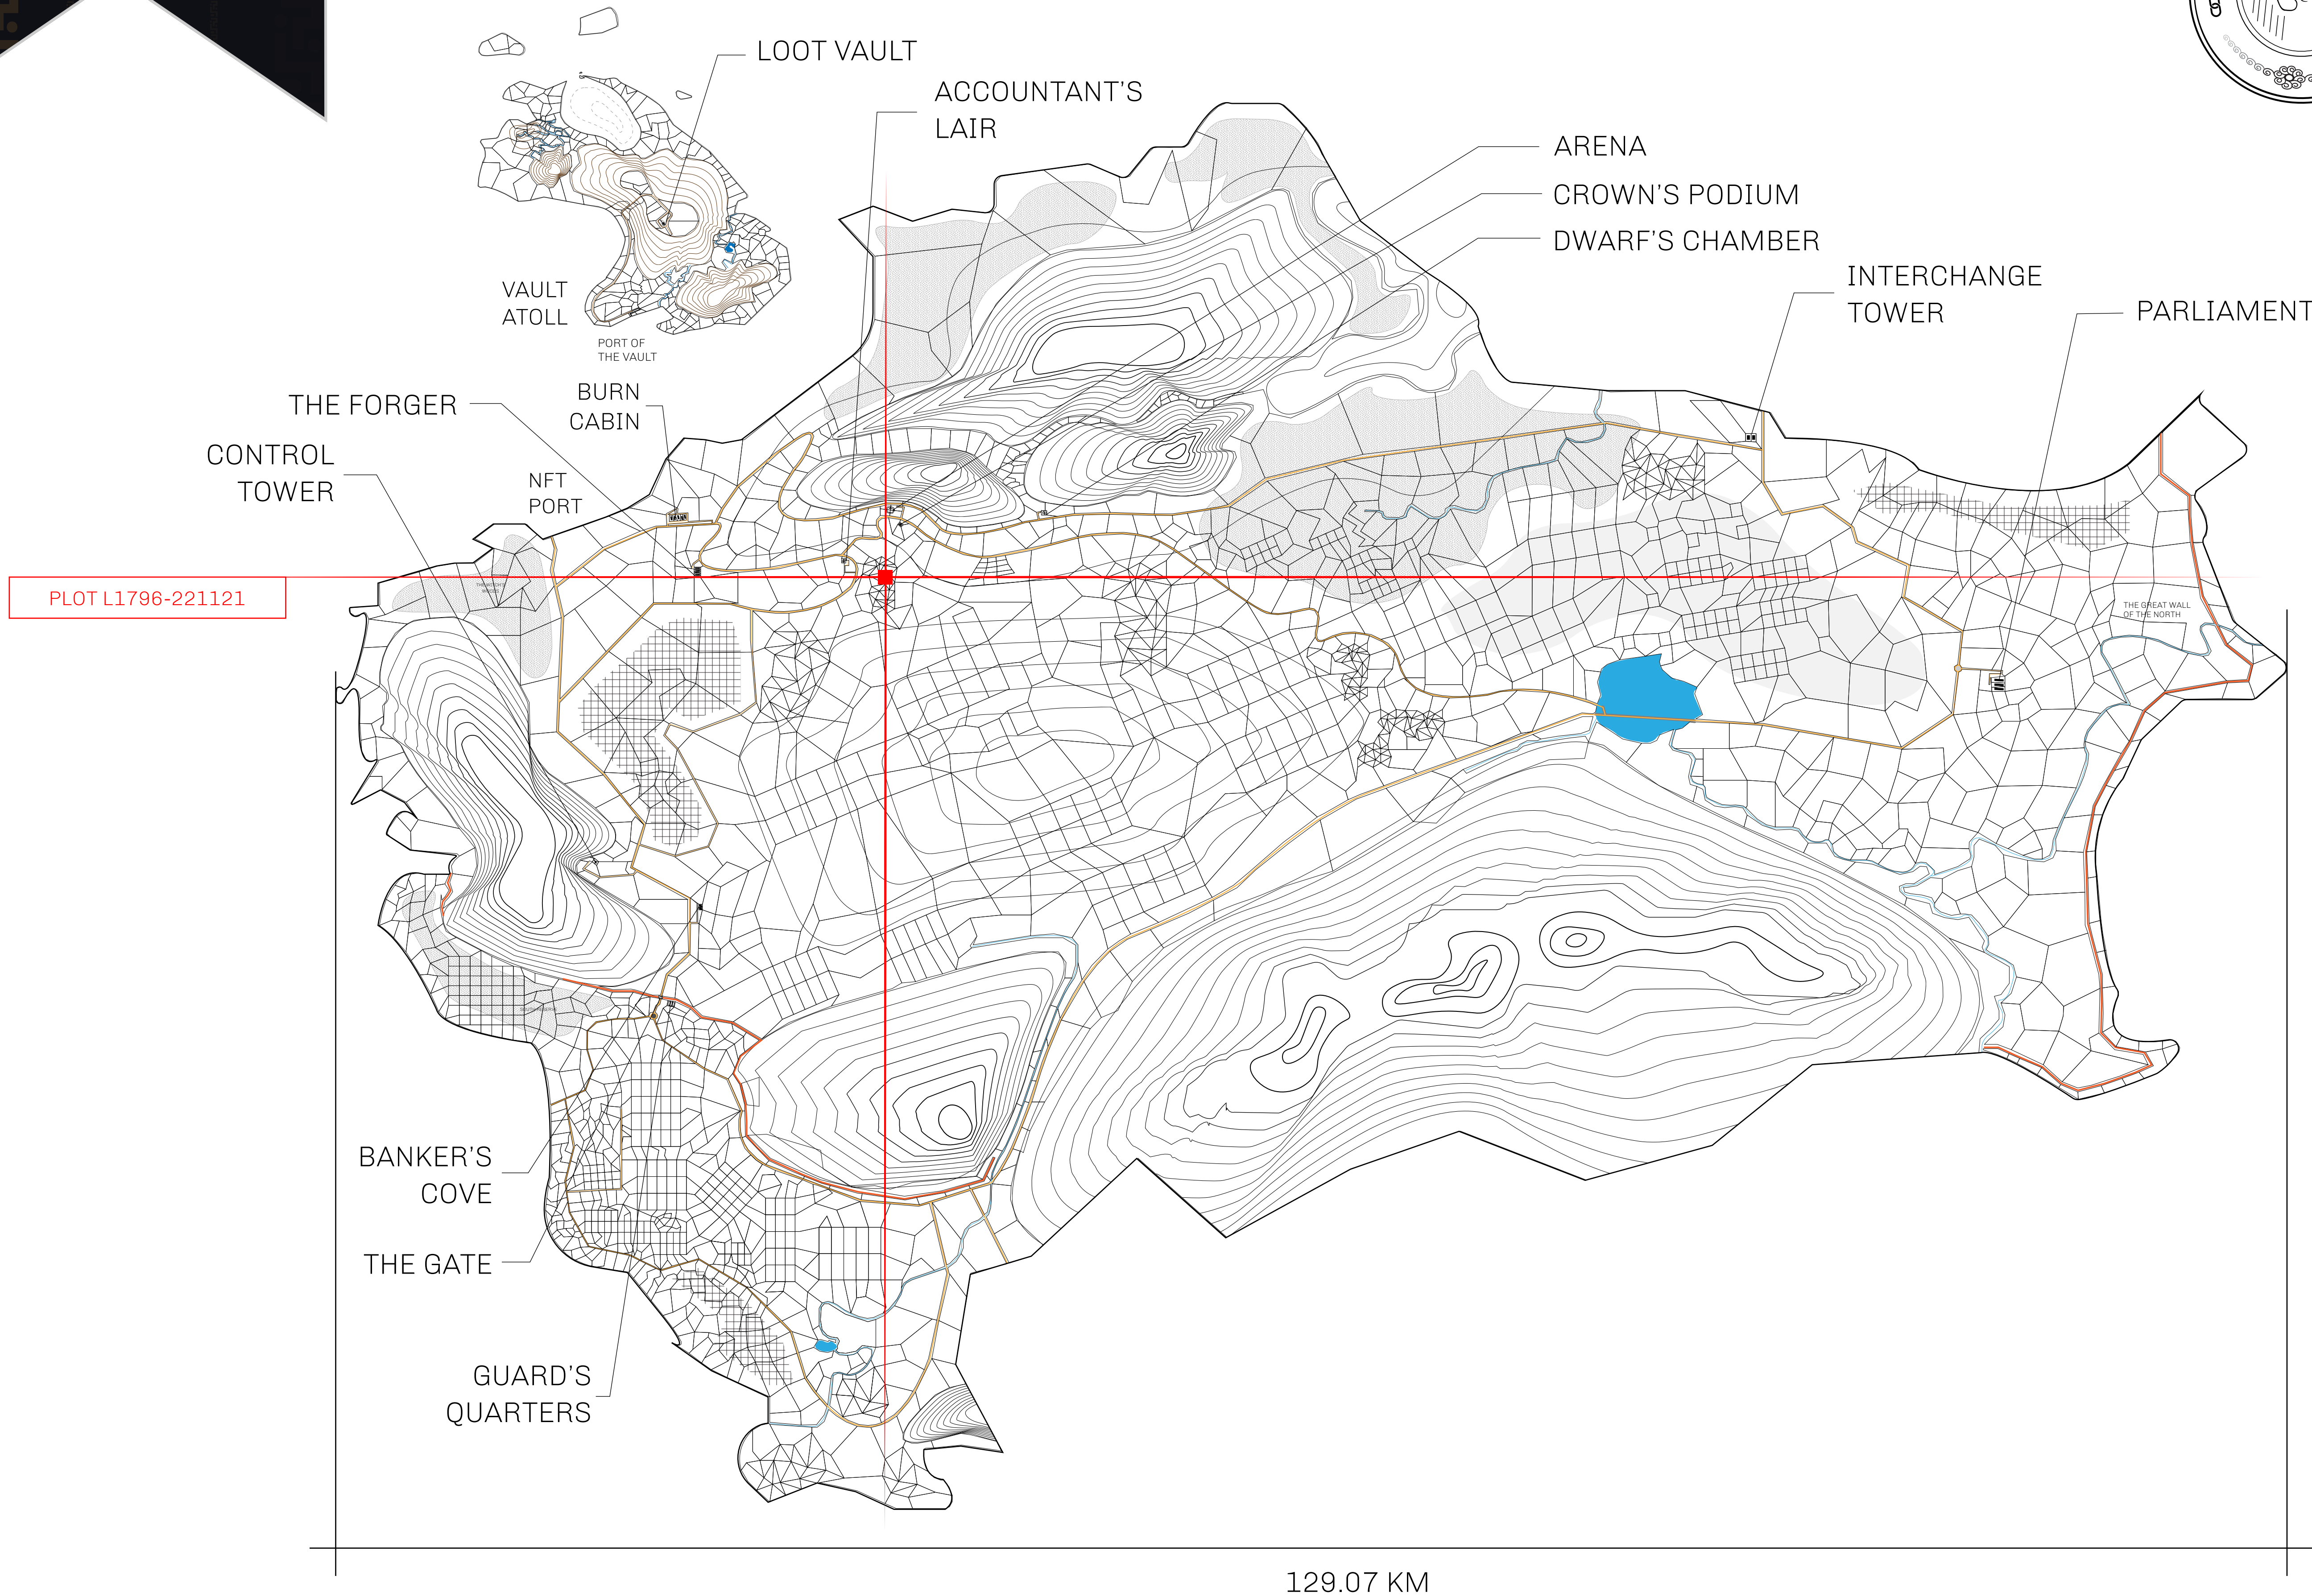 LOOT VAULT
ACCOUNTANT'S
LAIR
ARENA
CROWN'S PODIUM
DWARF'S CHAMBER
INTERCHANGE
TOWER
PARLIAMENT
VAULT
ATOLL
PORT OF
THE VAULT
BURN
CABIN
THE FORGER
CONTROL
TOWER
NFT
PORT
PLOT L1796-221121
THE GREAT WALL
OF THE NORTH
BANKER'S
COVE
THE GATE
GUARD'S
QUARTERS
129.07 KM